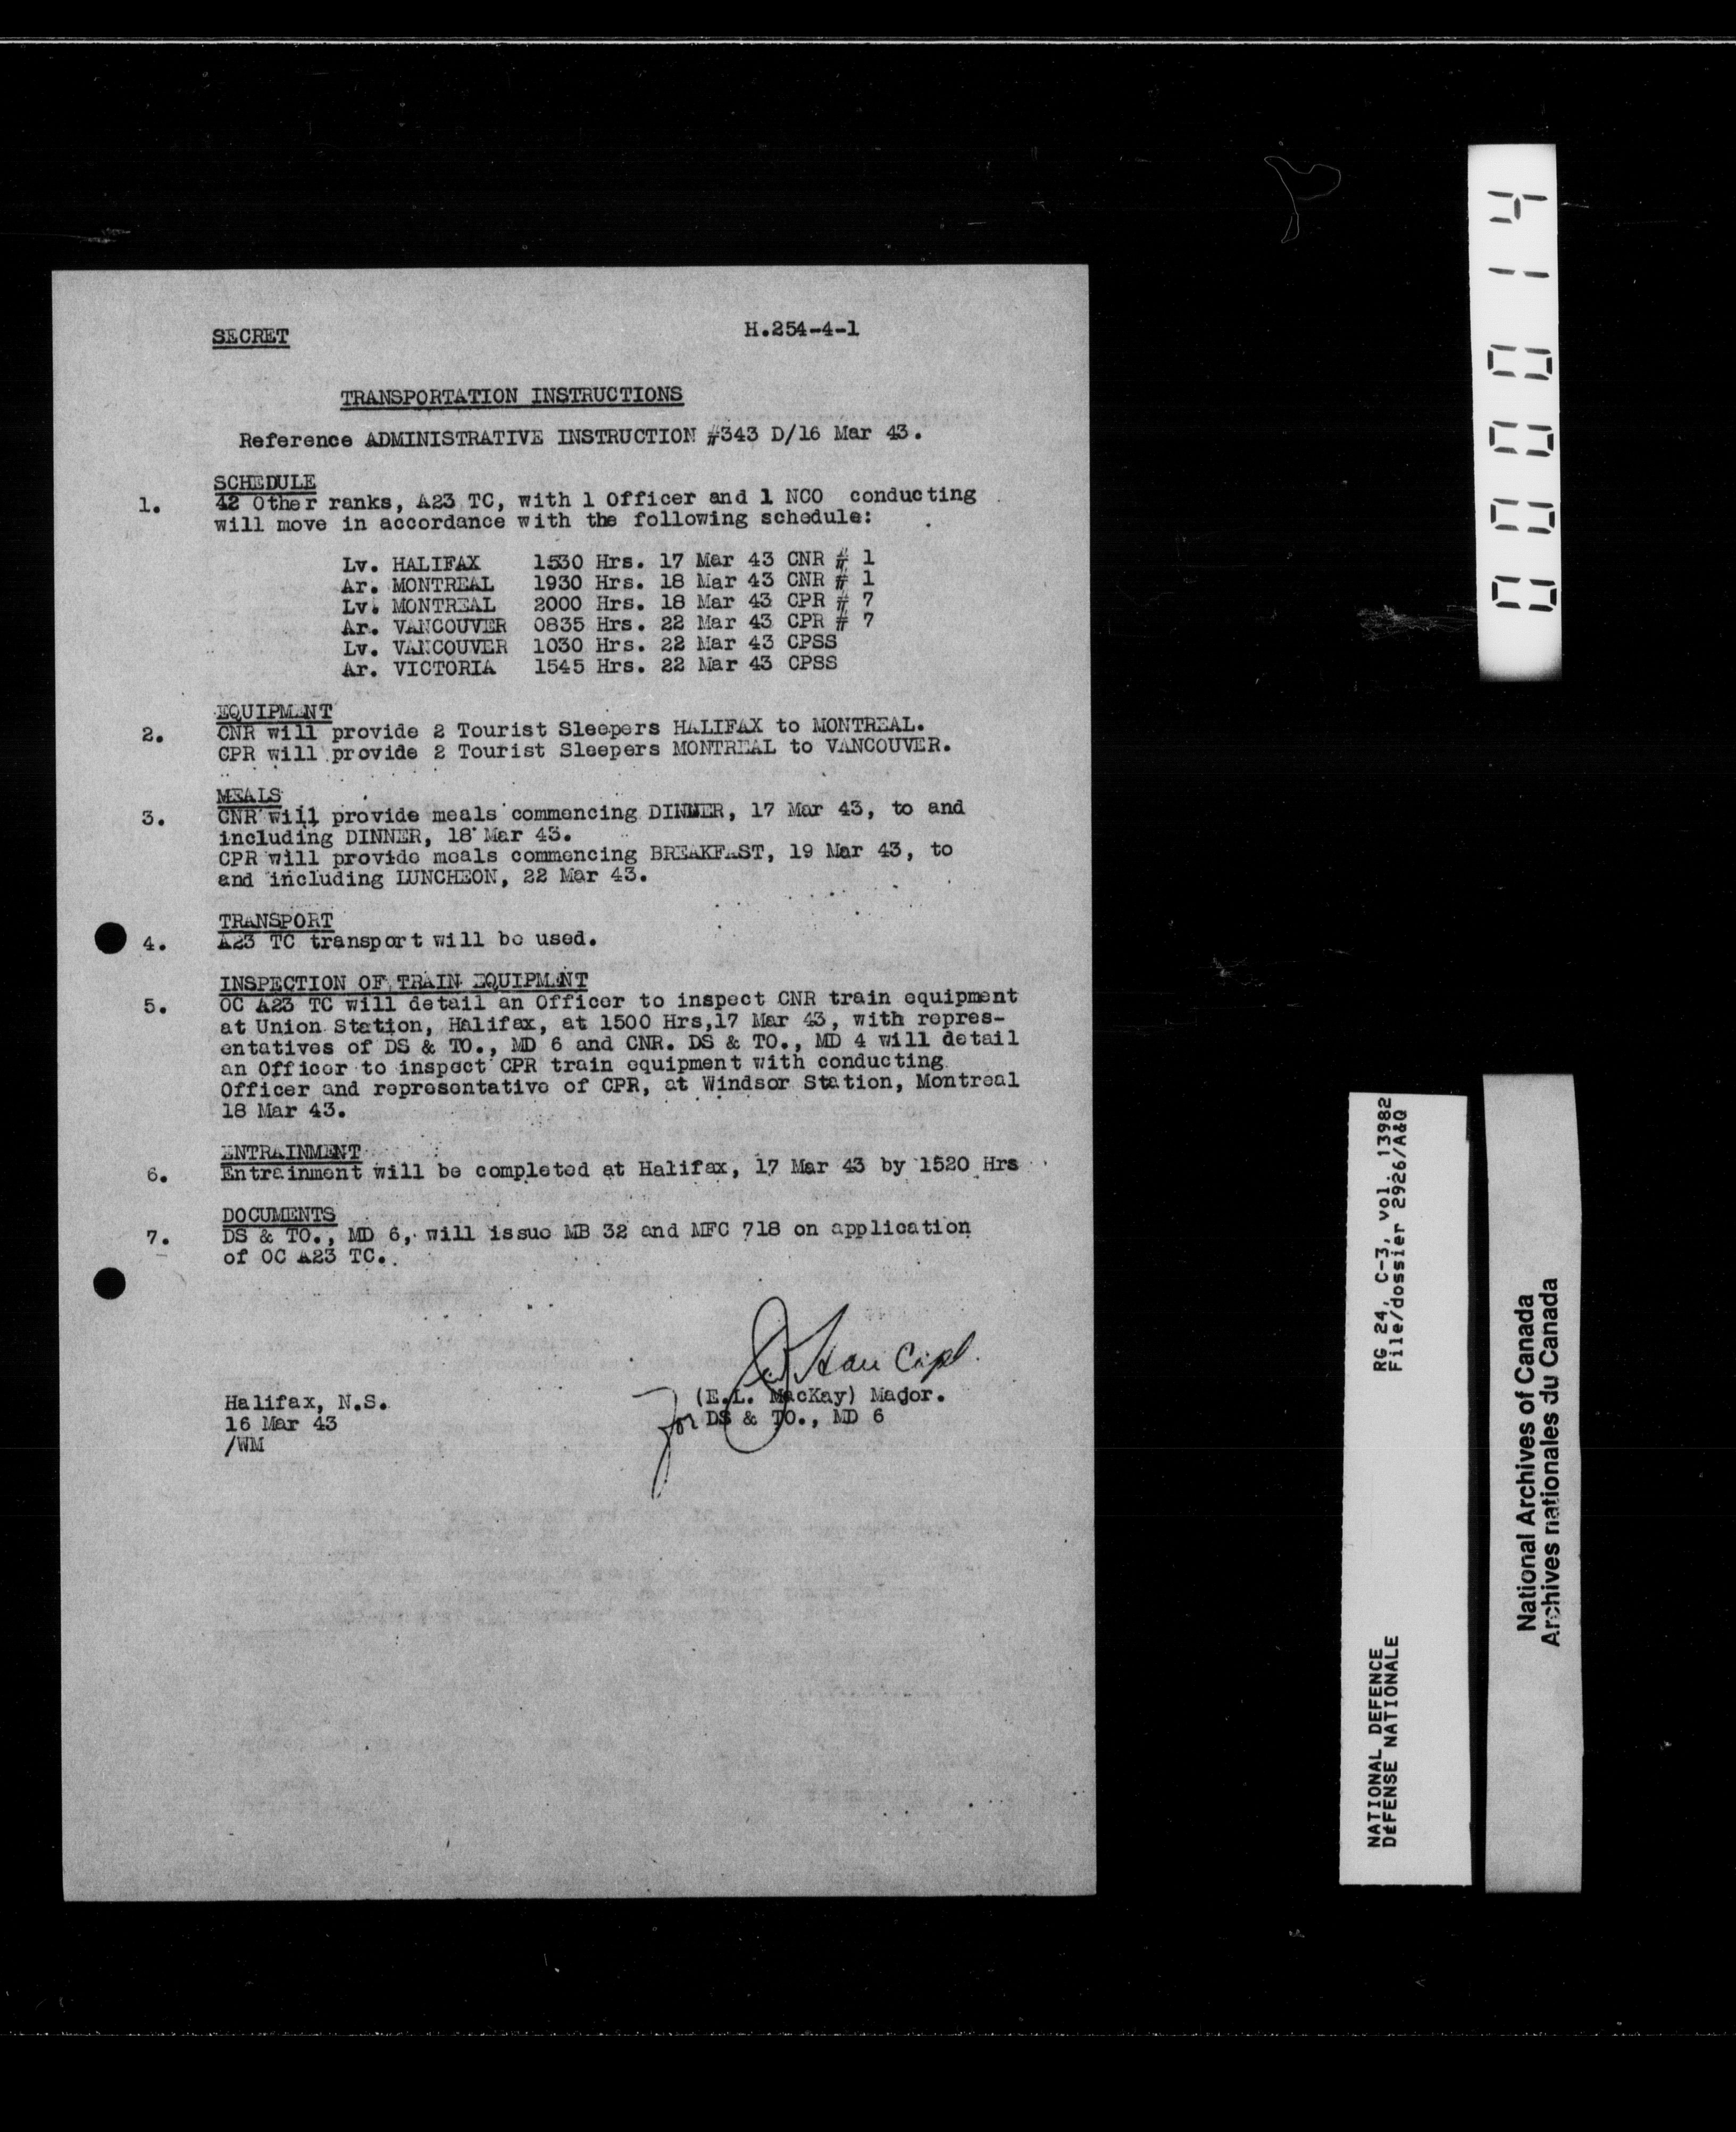 SECRET
H.254-4-1
TRANSPORTATION INSTRUCTIONS
Reference ADMINISTRATIVE INSTRUCTION #343 D/16 Mar 43.
SCHEDULE
1. 42 Other ranks, A23 TC, with 1 Officer and 1 NCO conducting
will move in accordance with the following schedule:
Lv. HALIFAX 1530 Hrs. 17 Mar 43 CNR # 1
Ar. MONTREAL 1930 Hrs. 18 Mar 43 CNR # 1
Lv. MONTREAL 2000 Hrs. 18 Mar 43 CPR # 7
Ar. VANCOUVER 0835 Hrs. 22 Mar 43 CPR # 7
Lv. VANCOUVER 1030 Hrs. 22 Mar 43 CPSS
Ar. VICTORIA 1545 Hrs. 22 Mar 43 CPSS
EQUIPMENT
2. CNR will provide 2 Tourist Sleepers HALIFAX to MONTREAL.
CPR will provide 2 Tourist Sleepers MONTREAL to VANCOUVER.
MEALS
3. CNR will provide meals commencing DINNER, 17 Mar 43, to and
including DINNER, 18 Mar 43.
CPR will provide meals commencing BREAKFAST, 19 Mar 43, to
and including LUNCHEON, 22 Mar 43.
TRANSPORT
4. A23 TC transport will be used.
INSPECTION OF TRAIN EQUIPMENT
5. OC A23 TC will detail an Officer to inspect CNR train equipment
at Union Station, Halifax, at 1500 Hrs,17 Mar 43, with repres-
entatives of DS & TO., MD 6 and CNR. DS & TO., MD 4 will detail
an Officer to inspect CPR train equipment with conducting
Officer and representative of CPR, at Windsor Station, Montreal
18 Mar 43.
ENTRAINMENT
6. Entrainment will be completed at Halifax, 17 Mar 43 by 1520 Hrs
DOCUMENTS
7. DS & TO., MD 6, will issue MB 32 and MFC 718 on application
of OC A23 TC.
Capt.
(E.L. MacKay) Major.
for DS & TO., MD 6
Halifax, N.S.
16 Mar 43
/WM
000014
RG 24, C-3, vol. 13982
File/dossier 2926/A&Q
NATIONAL DEFENCE
DÉFENSE NATIONALE
National Archives of Canada
Archives nationales du Canada